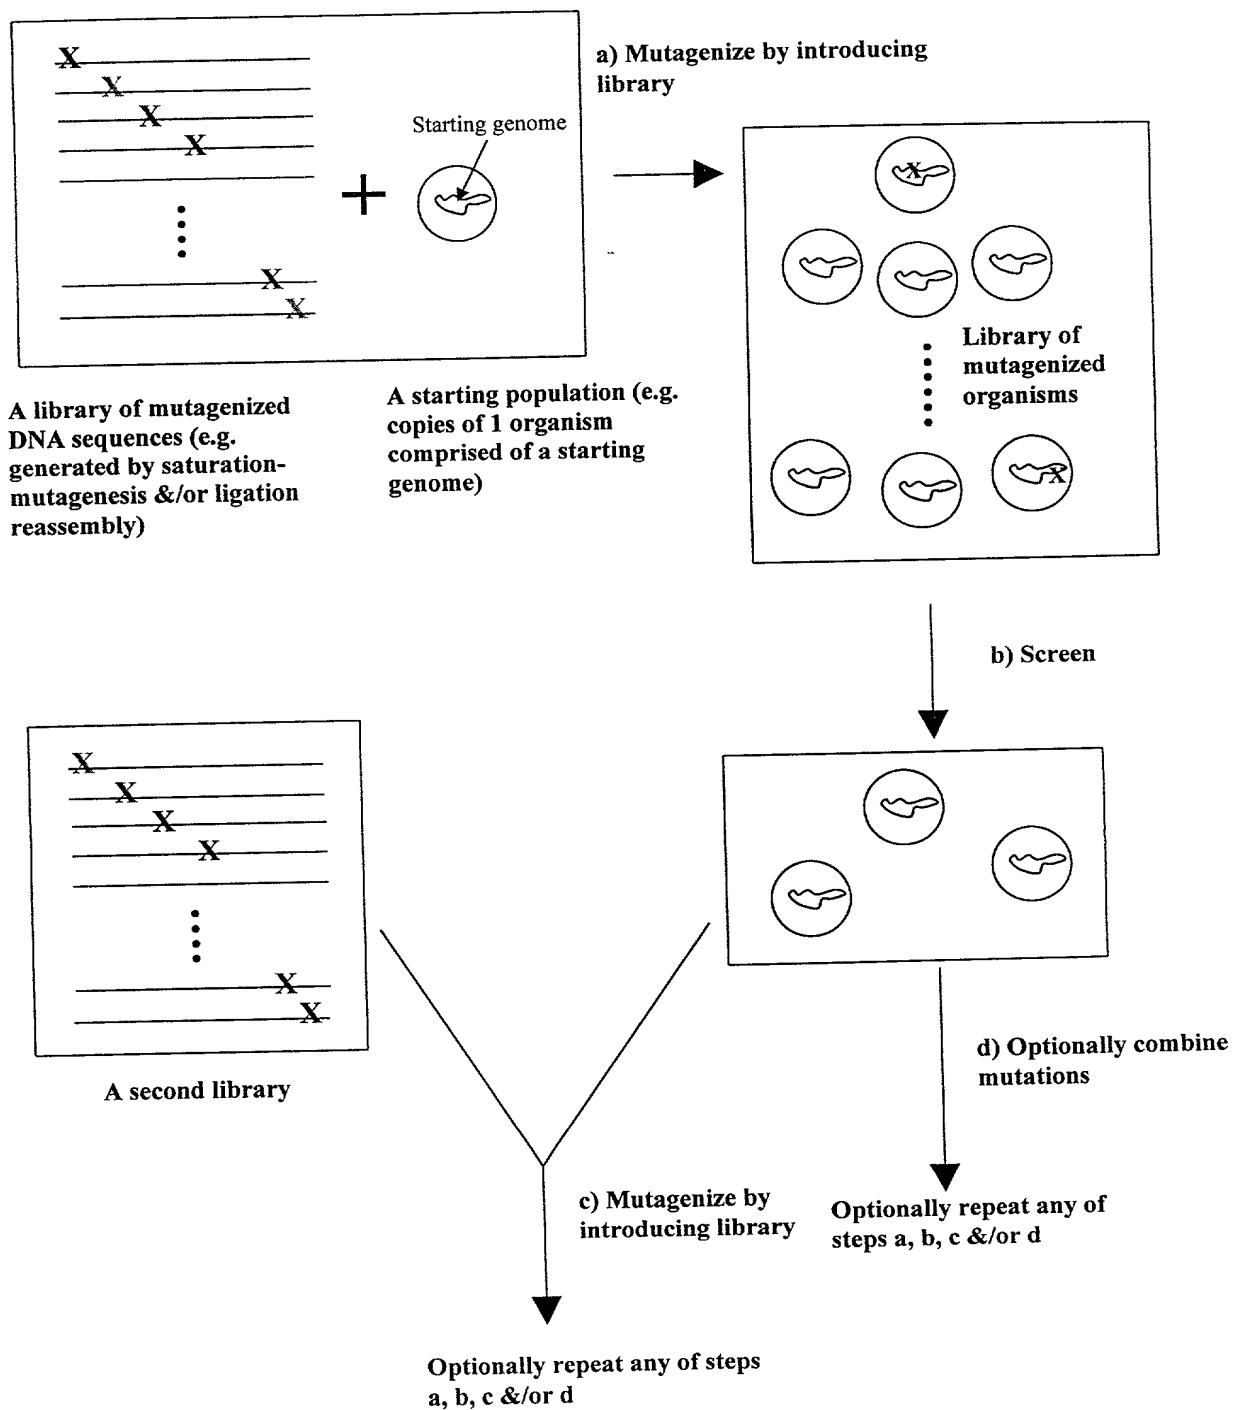 a) Mutagenize by introducing
library
X
X
X
X
Starting genome
+
X
X
X
Library of
mutagenized
organisms
X
A library of mutagenized
DNA sequences (e.g.
generated by saturation-
mutagenesis &/or ligation
reassembly)
A starting population (e.g.
copies of 1 organism
comprised of a starting
genome)
b) Screen
X
X
X
X
X
X
A second library
d) Optionally combine
mutations
c) Mutagenize by
introducing library
Optionally repeat any of
steps a, b, c &/or d
Optionally repeat any of steps
a, b, c &/or d